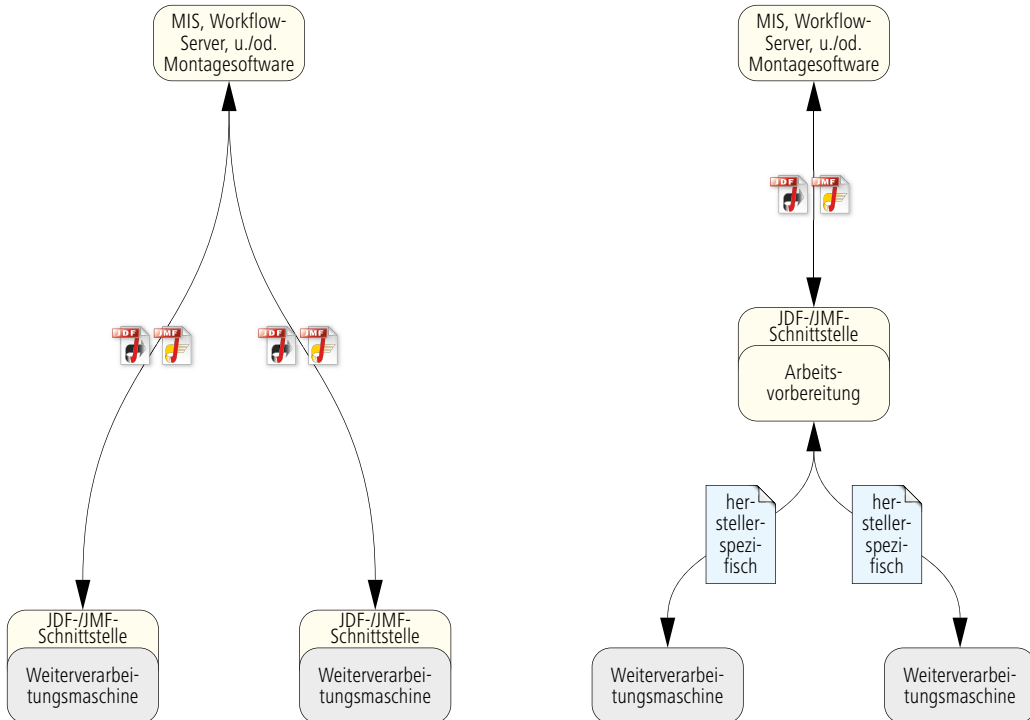 MIS, Workflow-
Server, u./od.
Montagesoftware
JDF
JMF
JDF
JMF
JDF-/JMF-
Schnittstelle
Weiterverarbei-
tungsmaschine
JDF-/JMF-
Schnittstelle
Weiterverarbei-
tungsmaschine
MIS, Workflow-
Server, u./od.
Montagesoftware
JDF
JMF
JDF-/JMF-
Schnittstelle
Arbeits-
vorbereitung
her-
steller-
spezi-
fisch
her-
steller-
spezi-
fisch
Weiterverarbei-
tungsmaschine
Weiterverarbei-
tungsmaschine